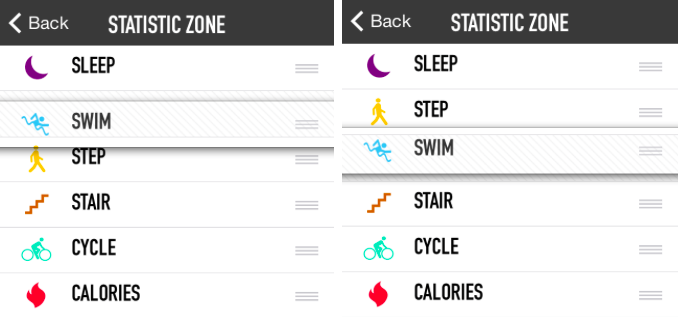 Back STATISTIC ZONE
SLEEP
SWIM
STEP
STAIR
CYCLE
CALORIES
Back STATISTIC ZONE
SLEEP
STEP
SWIM
STAIR
CYCLE
CALORIES